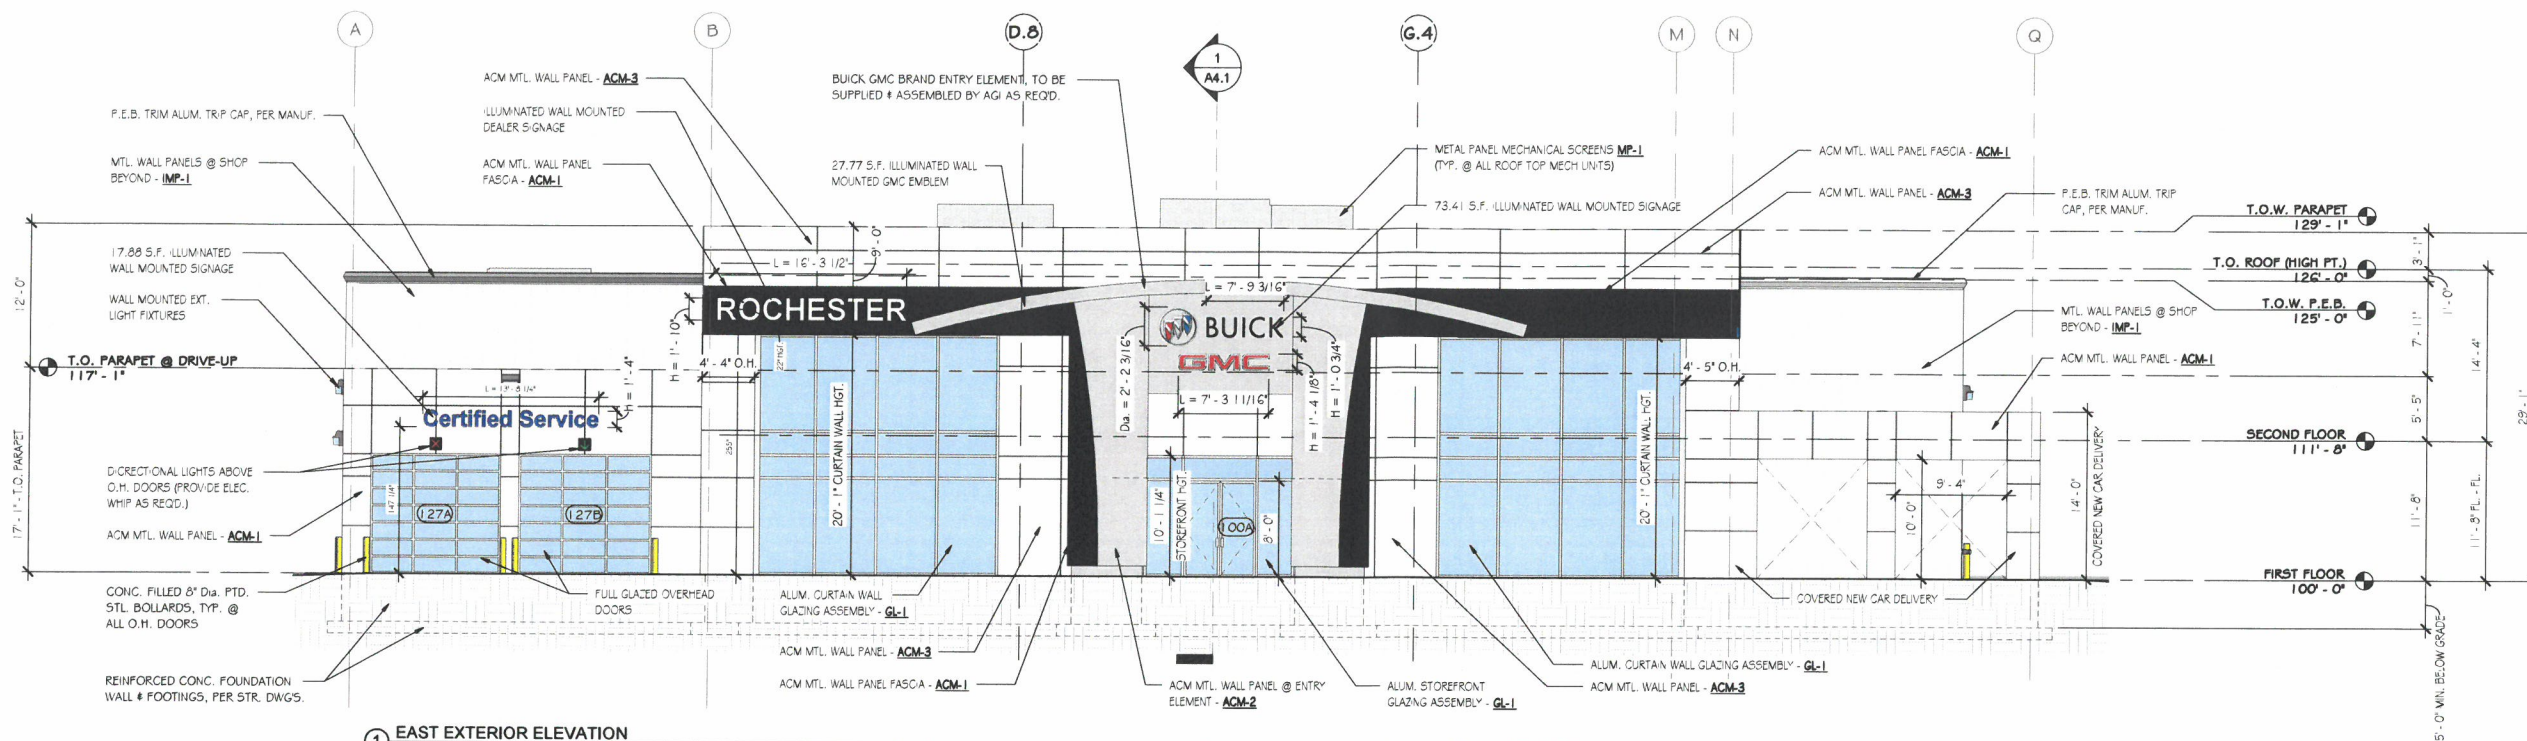 A
B
D.8
G.4
M
N
Q
1
A4.1
ACM MTL. WALL PANEL - ACM-3
ILLUMINATED WALL MOUNTED
DEALER SIGNAGE
ACM MTL. WALL PANEL
FASCIA - ACM-1
P.E.B. TRIM ALUM. TRIP CAP, PER MANUF.
MTL. WALL PANELS @ SHOP
BEYOND - IMP-1
17.88 S.F. ILLUMINATED
WALL MOUNTED SIGNAGE
WALL MOUNTED EXT.
LIGHT FIXTURES
BUICK GMC BRAND ENTRY ELEMENT, TO BE
SUPPLIED & ASSEMBLED BY AGI AS REQ'D.
27.77 S.F. ILLUMINATED WALL
MOUNTED GMC EMBLEM
METAL PANEL MECHANICAL SCREENS MP-1
(TYP. @ ALL ROOF TOP MECH UNITS)
73.41 S.F. ILLUMINATED WALL MOUNTED SIGNAGE
ACM MTL. WALL PANEL FASCIA - ACM-1
ACM MTL. WALL PANEL - ACM-3
P.E.B. TRIM ALUM. TRIP
CAP, PER MANUF.
T.O.W. PARAPET
129' - 1"
T.O. ROOF (HIGH PT.)
126' - 0"
T.O.W. P.E.B.
125' - 0"
MTL. WALL PANELS @ SHOP
BEYOND - IMP-1
ACM MTL. WALL PANEL - ACM-1
SECOND FLOOR
111' - 8"
FIRST FLOOR
100' - 0"
12' - 0"
17' - 1" - T.O. PARAPET
T.O. PARAPET @ DRIVE-UP
117' - 1"
L = 16' - 3 1/2"
9' - 0"
ROCHESTER
H = 1' - 10"
4' - 4" O.H.
22" HGT.
L = 13' - 8 1/4"
H = 1' - 4"
Certified Service
147 1/4"
255"
127A
127B
20' - 1" CURTAIN WALL HGT.
L = 7' - 9 3/16"
BUICK
GMC
Dia. = 2' - 2 3/16"
L = 7' - 3 11/16"
H = 1' - 4 1/8"
H = 1' - 0 3/4"
10' - 1 1/4"
STOREFRONT HGT.
100A
8' - 0"
20' - 1" CURTAIN WALL HGT.
4' - 5" O.H.
9' - 4"
10' - 0"
14' - 0"
COVERED NEW CAR DELIVERY
3' - 1"
1' - 0"
7' - 11"
14' - 4"
5' - 5"
11' - 8"
11' - 8" FL. - FL.
29' - 1"
5' - 0" MIN. BELOW GRADE
DIRECTIONAL LIGHTS ABOVE
O.H. DOORS (PROVIDE ELEC.
WHIP AS REQ'D.)
ACM MTL. WALL PANEL - ACM-1
CONC. FILLED 8" Dia. PTD.
STL. BOLLARDS, TYP. @
ALL O.H. DOORS
REINFORCED CONC. FOUNDATION
WALL & FOOTINGS, PER STR. DWG'S.
FULL GLAZED OVERHEAD
DOORS
ALUM. CURTAIN WALL
GLAZING ASSEMBLY - GL-1
ACM MTL. WALL PANEL - ACM-3
ACM MTL. WALL PANEL FASCIA - ACM-1
ACM MTL. WALL PANEL @ ENTRY
ELEMENT - ACM-2
ALUM. STOREFRONT
GLAZING ASSEMBLY - GL-1
COVERED NEW CAR DELIVERY
ALUM. CURTAIN WALL GLAZING ASSEMBLY - GL-1
ACM MTL. WALL PANEL - ACM-3
1
EAST EXTERIOR ELEVATION